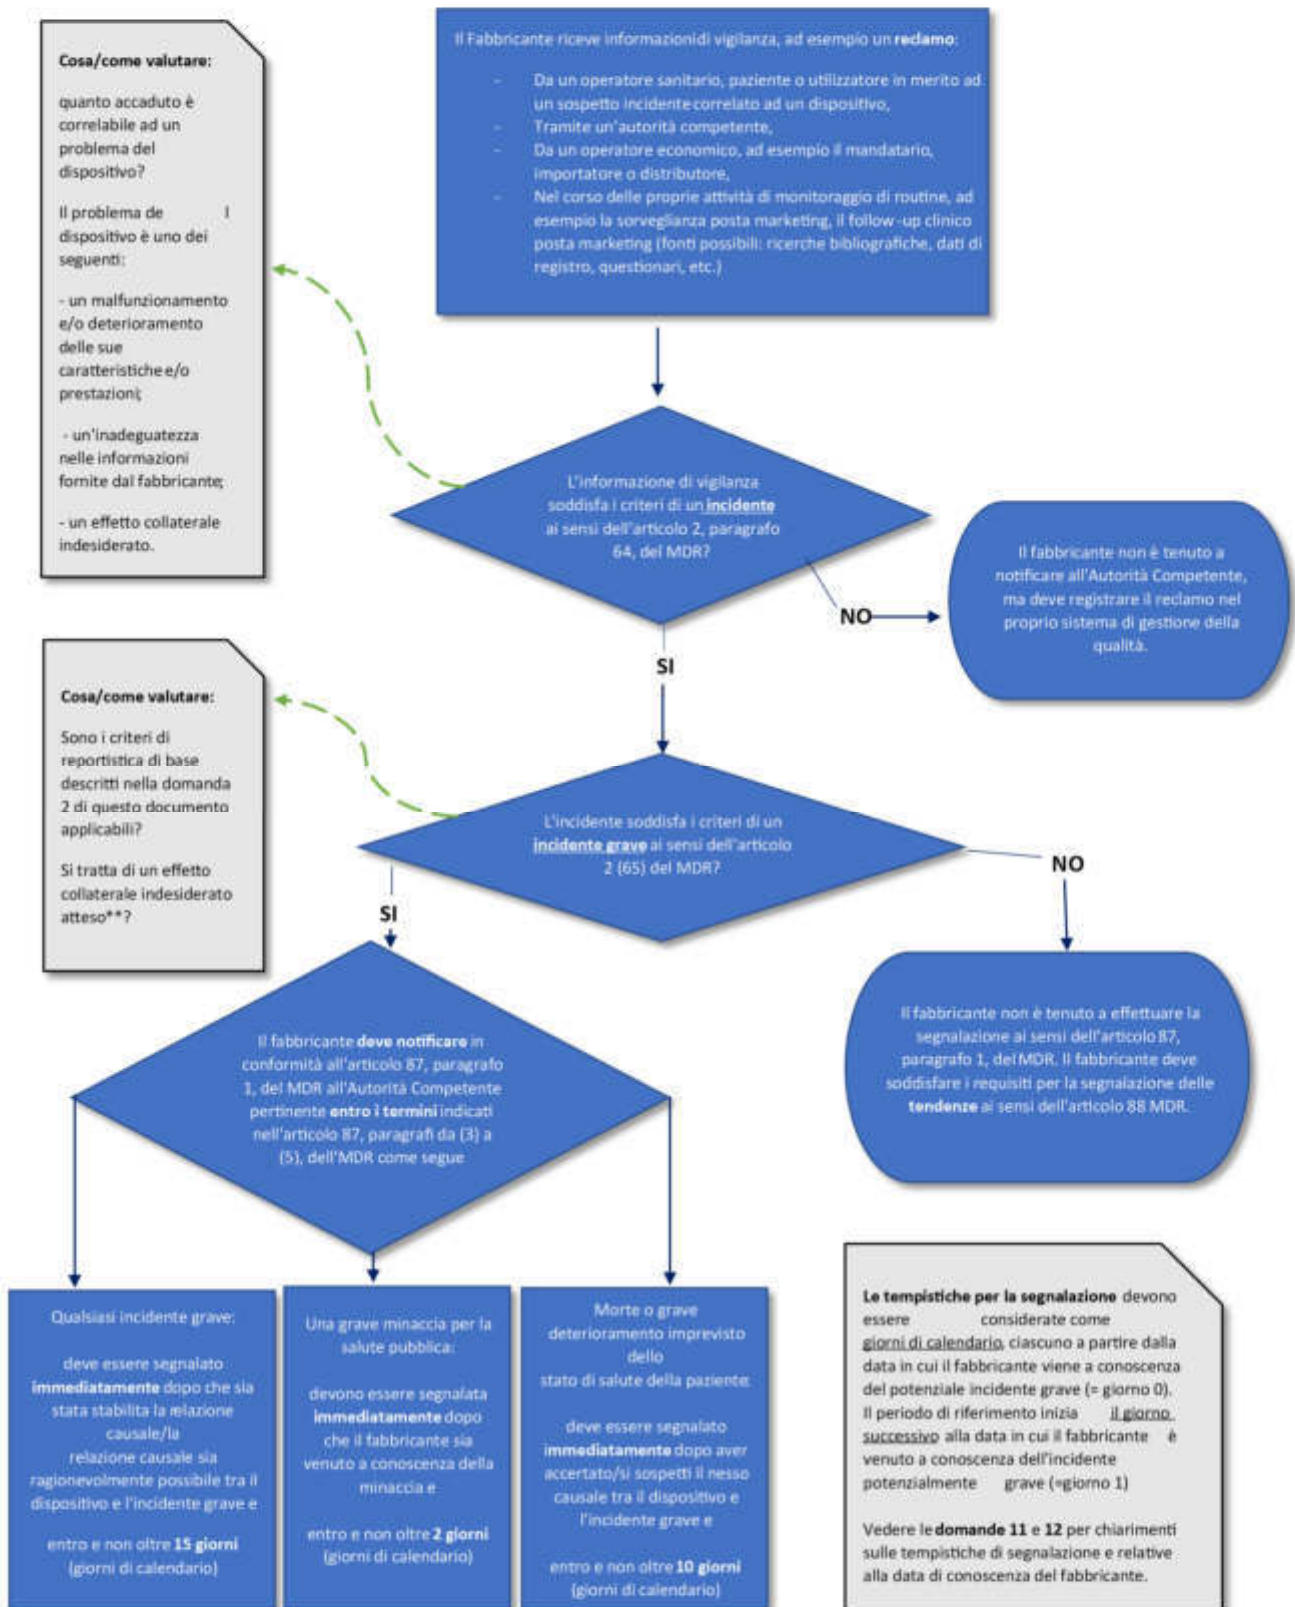 Cosa/come valutare:
quanto accaduto è
correlabile ad un
problema del
dispositivo?
Il problema de l
dispositivo è uno dei
seguenti:
- un malfunzionamento
e/o deterioramento
delle sue
caratteristiche e/o
prestazioni;
- un'inadeguatezza
nelle informazioni
fornite dal fabbricante;
- un effetto collaterale
indesiderato.
Il Fabbricante riceve informazioni di vigilanza, ad esempio un reclamo:
- Da un operatore sanitario, paziente o utilizzatore in merito ad
un sospetto incidente correlato ad un dispositivo,
- Tramite un'autorità competente,
- Da un operatore economico, ad esempio il mandatario,
importatore o distributore,
- Nel corso delle proprie attività di monitoraggio di routine, ad
esempio la sorveglianza posta marketing, il follow-up clinico
posta marketing (fonti possibili: ricerche bibliografiche, dati di
registro, questionari, etc.)
L'informazione di vigilanza
soddisfa i criteri di un incidente
ai sensi dell'articolo 2, paragrafo
64, del MDR?
NO
Il fabbricante non è tenuto a
notificare all'Autorità Competente,
ma deve registrare il reclamo nel
proprio sistema di gestione della
qualità.
SI
Cosa/come valutare:
Sono i criteri di
reportistica di base
descritti nella domanda
2 di questo documento
applicabili?
Si tratta di un effetto
collaterale indesiderato
atteso**?
L'incidente soddisfa i criteri di un
incidente grave ai sensi dell'articolo
2 (65) del MDR?
NO
SI
Il fabbricante non è tenuto a effettuare la
segnalazione ai sensi dell'articolo 87,
paragrafo 1, del MDR. Il fabbricante deve
soddisfare i requisiti per la segnalazione delle
tendenze ai sensi dell'articolo 88 MDR.
Il fabbricante deve notificare in
conformità all'articolo 87, paragrafo
1, del MDR all'Autorità Competente
pertinente entro i termini indicati
nell'articolo 87, paragrafi da (3) a
(5), dell'MDR come segue
Qualsiasi incidente grave:
deve essere segnalato
immediatamente dopo che sia
stata stabilita la relazione
causale/la
relazione causale sia
ragionevolmente possibile tra il
dispositivo e l'incidente grave e
entro e non oltre 15 giorni
(giorni di calendario)
Una grave minaccia per la
salute pubblica:
devono essere segnalata
immediatamente dopo
che il fabbricante sia
venuto a conoscenza della
minaccia e
entro e non oltre 2 giorni
(giorni di calendario)
Morte o grave
deterioramento imprevisto
dello
stato di salute della paziente:
deve essere segnalato
immediatamente dopo aver
accertato/si sospetti il nesso
causale tra il dispositivo e
l'incidente grave e
entro e non oltre 10 giorni
(giorni di calendario)
Le tempistiche per la segnalazione devono
essere considerate come
giorni di calendario, ciascuno a partire dalla
data in cui il fabbricante viene a conoscenza
del potenziale incidente grave (= giorno 0).
Il periodo di riferimento inizia il giorno
successivo alla data in cui il fabbricante è
venuto a conoscenza dell'incidente
potenzialmente grave (=giorno 1)
Vedere le domande 11 e 12 per chiarimenti
sulle tempistiche di segnalazione e relative
alla data di conoscenza del fabbricante.